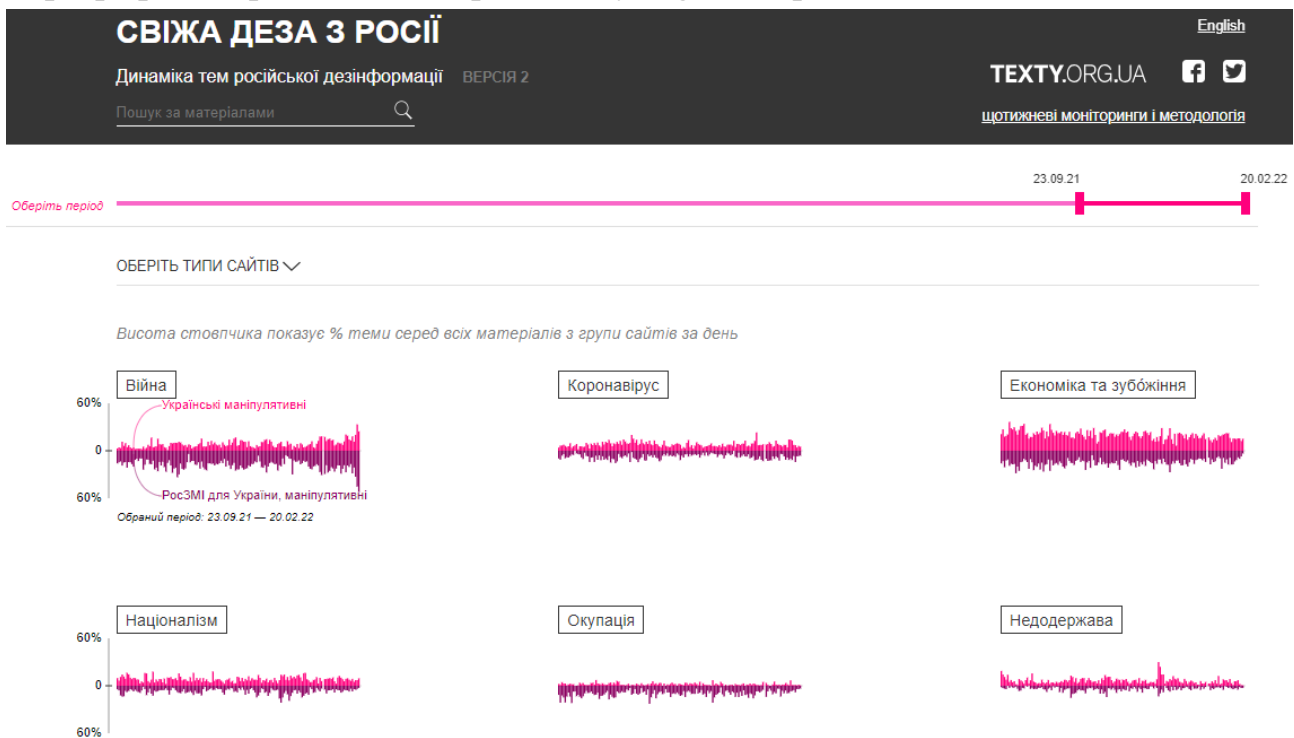 СВІЖА ДЕЗА З РОСІЇ
English
Динаміка тем російської дезінформації ВЕРСІЯ 2
TEXTY.ORG.UA
Пошук за матеріалами
щотижневі моніторинги і методологія
23.09.21
20.02.22
Оберіть період
ОБЕРІТЬ ТИПИ САЙТІВ
Висота стовпчика показує % теми серед всіх матеріалів з групи сайтів за день
Війна
60%
Українські маніпулятивні
0
60%
РосЗМІ для України, маніпулятивні
Обраний період: 23.09.21 — 20.02.22
Коронавірус
Економіка та зубо́жіння
Націоналізм
60%
0
60%
Окупація
Недодержава